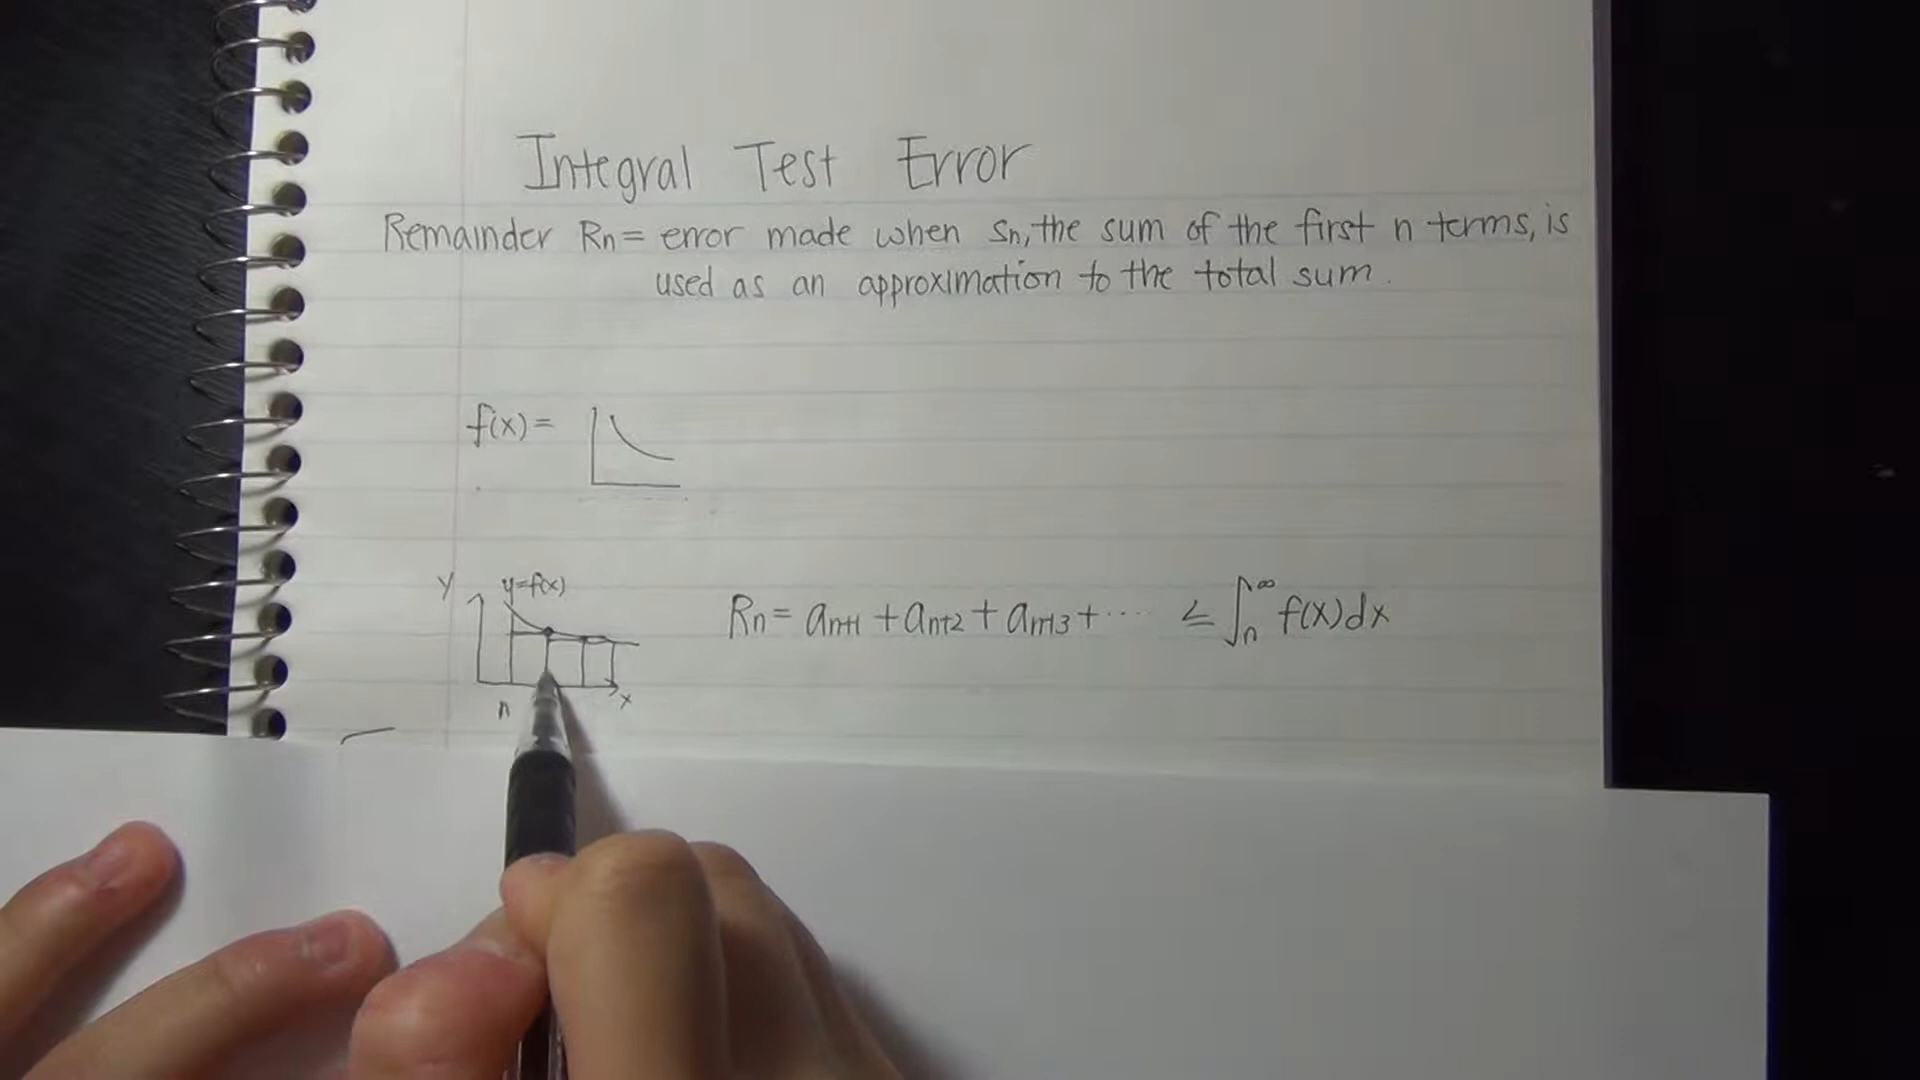 Integral Test Error
Remainder Rn = error made when Sn, the sum of the first n terms, is
used as an approximation to the total sum.
f(x) =
y
y=f(x)
Rn = an+1 + an+2 + an+3 + ···· ≤ ∫n^∞ f(x)dx
n
x